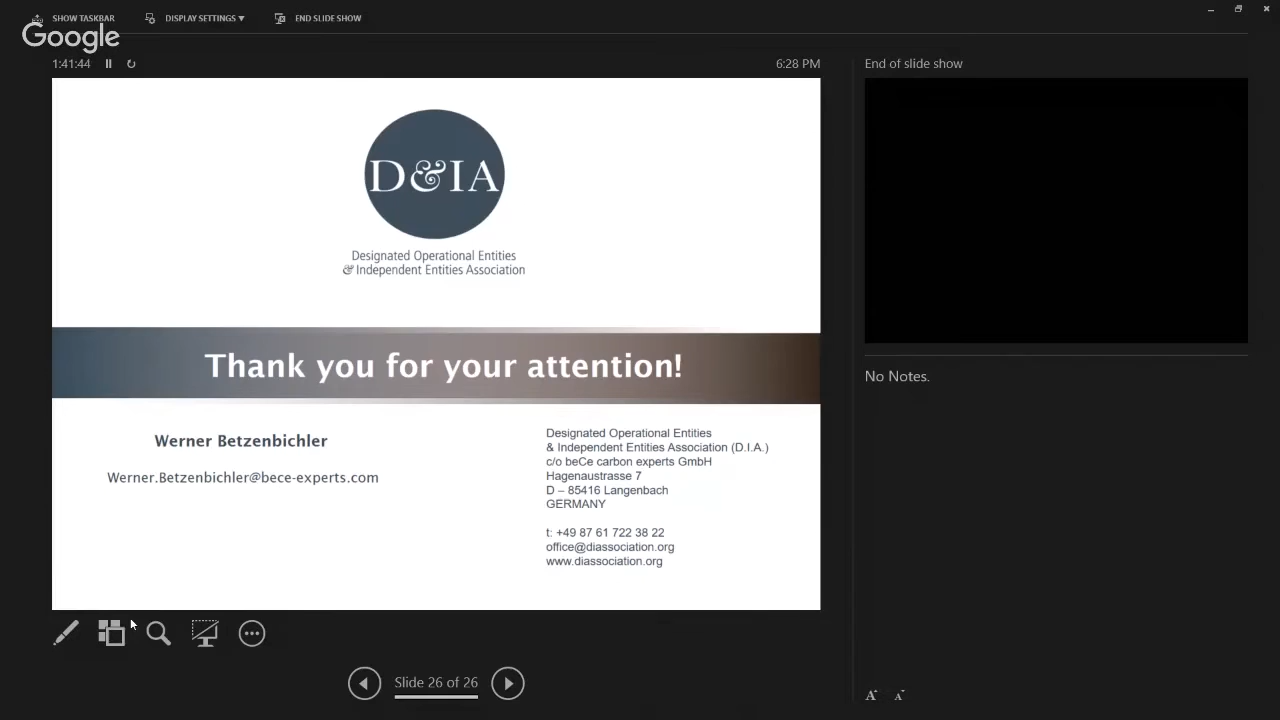 SHOW TASKBAR
DISPLAY SETTINGS ▼
END SLIDE SHOW
Google
1:41:44
6:28 PM
End of slide show
D&IA
Designated Operational Entities
& Independent Entities Association
Thank you for your attention!
Werner Betzenbichler
Werner.Betzenbichler@bece-experts.com
Designated Operational Entities
& Independent Entities Association (D.I.A.)
c/o beCe carbon experts GmbH
Hagenaustrasse 7
D – 85416 Langenbach
GERMANY
t: +49 87 61 722 38 22
office@diassociation.org
www.diassociation.org
No Notes.
Slide 26 of 26
A A